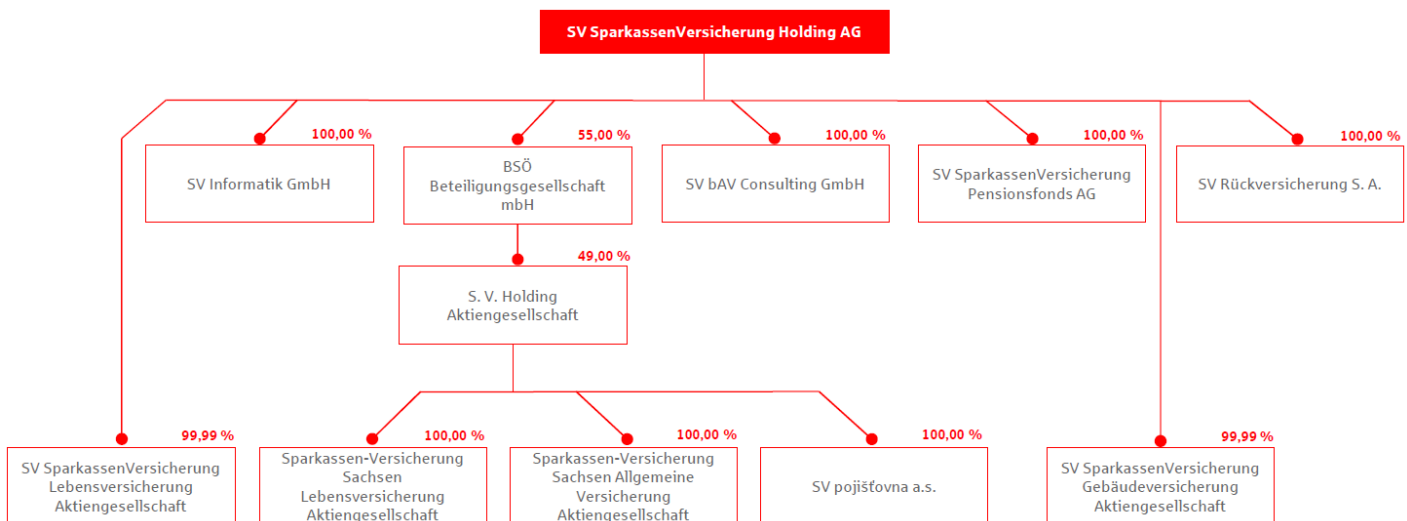 SV SparkassenVersicherung Holding AG
100,00 %
SV Informatik GmbH
55,00 %
BSÖ
Beteiligungsgesellschaft
mbH
100,00 %
SV bAV Consulting GmbH
100,00 %
SV SparkassenVersicherung
Pensionsfonds AG
100,00 %
SV Rückversicherung S. A.
49,00 %
S. V. Holding
Aktiengesellschaft
99,99 %
SV SparkassenVersicherung
Lebensversicherung
Aktiengesellschaft
100,00 %
Sparkassen-Versicherung
Sachsen
Lebensversicherung
Aktiengesellschaft
100,00 %
Sparkassen-Versicherung
Sachsen Allgemeine
Versicherung
Aktiengesellschaft
100,00 %
SV pojišťovna a.s.
99,99 %
SV SparkassenVersicherung
Gebäudeversicherung
Aktiengesellschaft